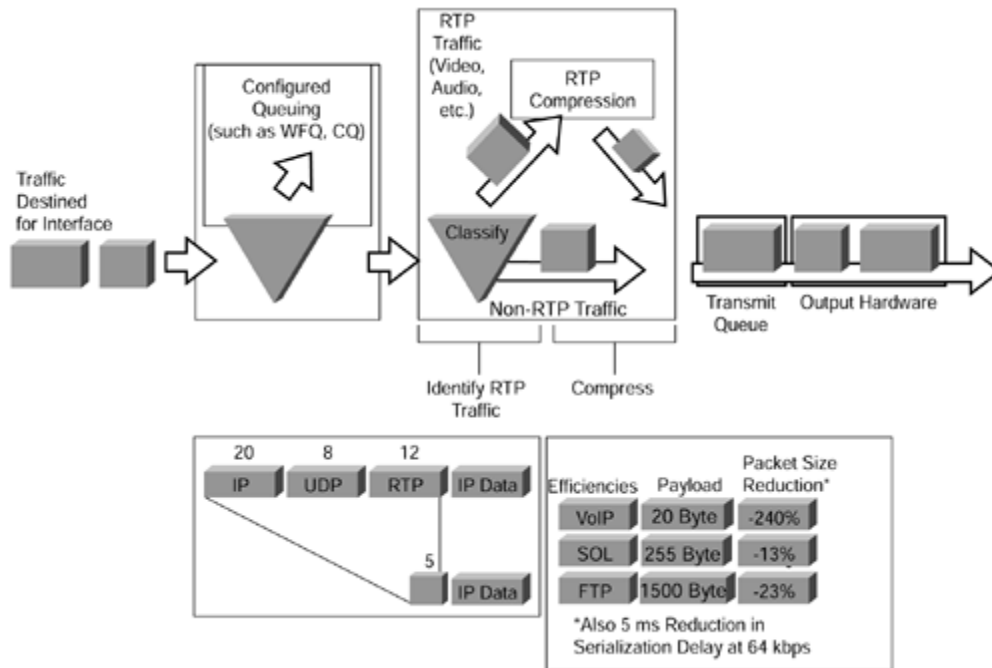 Traffic
Destined
for Interface
Configured
Queuing
(such as WFQ, CQ)
RTP
Traffic
(Video,
Audio,
etc.)
RTP
Compression
Classify
Non-RTP Traffic
Identify RTP
Traffic
Compress
Transmit
Queue
Output Hardware
20 8 12
IP UDP RTP IP Data
5
IP Data
Efficiencies Payload Packet Size
Reduction*
VoIP 20 Byte -240%
SOL 255 Byte -13%
FTP 1500 Byte -23%
*Also 5 ms Reduction in
Serialization Delay at 64 kbps